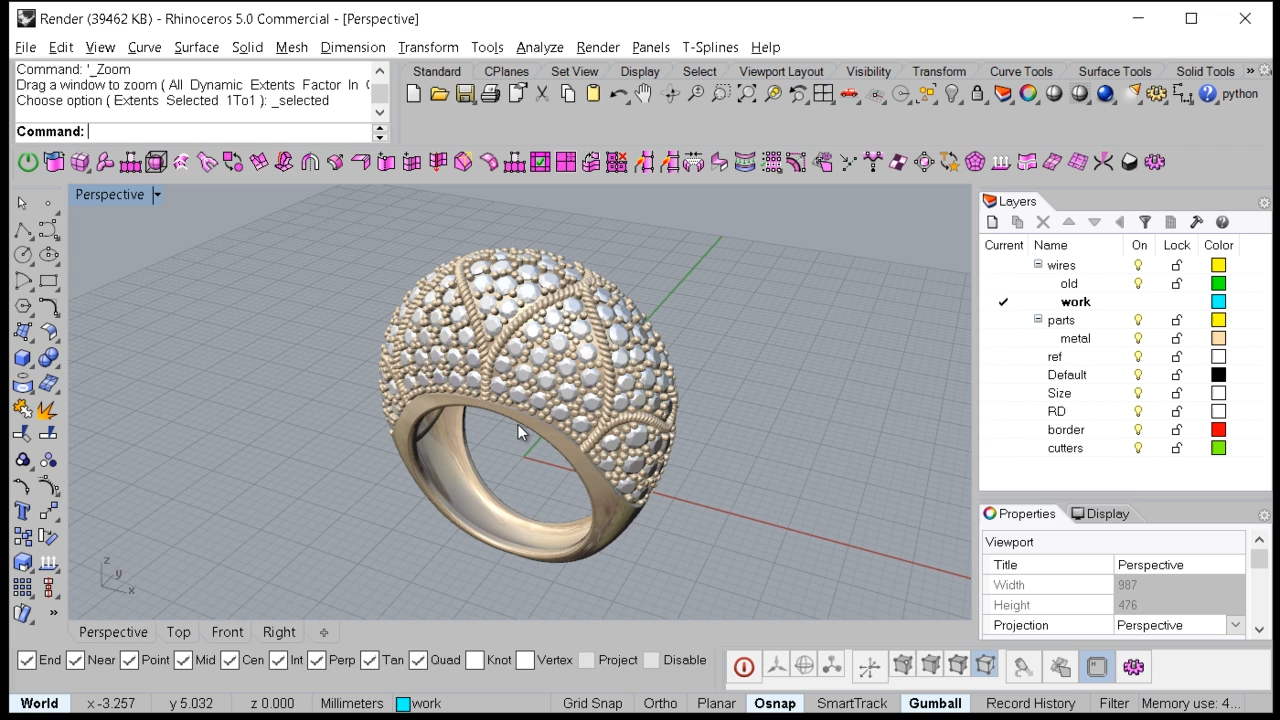 Render (39462 KB) - Rhinoceros 5.0 Commercial - [Perspective]
File Edit View Curve Surface Solid Mesh Dimension Transform Tools Analyze Render Panels T-Splines Help
Command: '_Zoom
Drag a window to zoom ( All Dynamic Extents Factor In
Choose option ( Extents Selected 1To1 ): _selected
Command:
Standard CPlanes Set View Display Select Viewport Layout Visibility Transform Curve Tools Surface Tools Solid Tools »
python
Perspective
Layers
Current Name On Lock Color
wires
old
work
parts
metal
ref
Default
Size
RD
border
cutters
Properties Display
Viewport
Title Perspective
Width 987
Height 476
Projection Perspective
z
y
x
Perspective Top Front Right
End Near Point Mid Cen Int Perp Tan Quad Knot Vertex Project Disable
World x -3.257 y 5.032 z 0.000 Millimeters work Grid Snap Ortho Planar Osnap SmartTrack Gumball Record History Filter Memory use: 4...